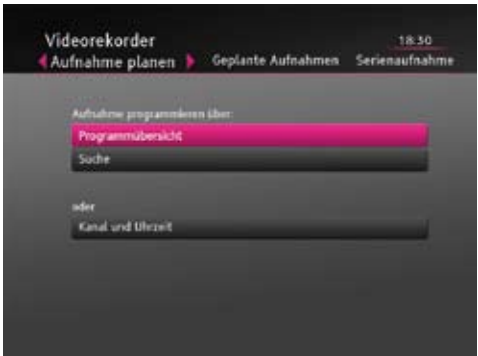 Videorekorder
18:30
Aufnahme planen Geplante Aufnahmen Serienaufnahme
Aufnahme programmieren über:
Programmübersicht
Suche
oder
Kanal und Uhrzeit